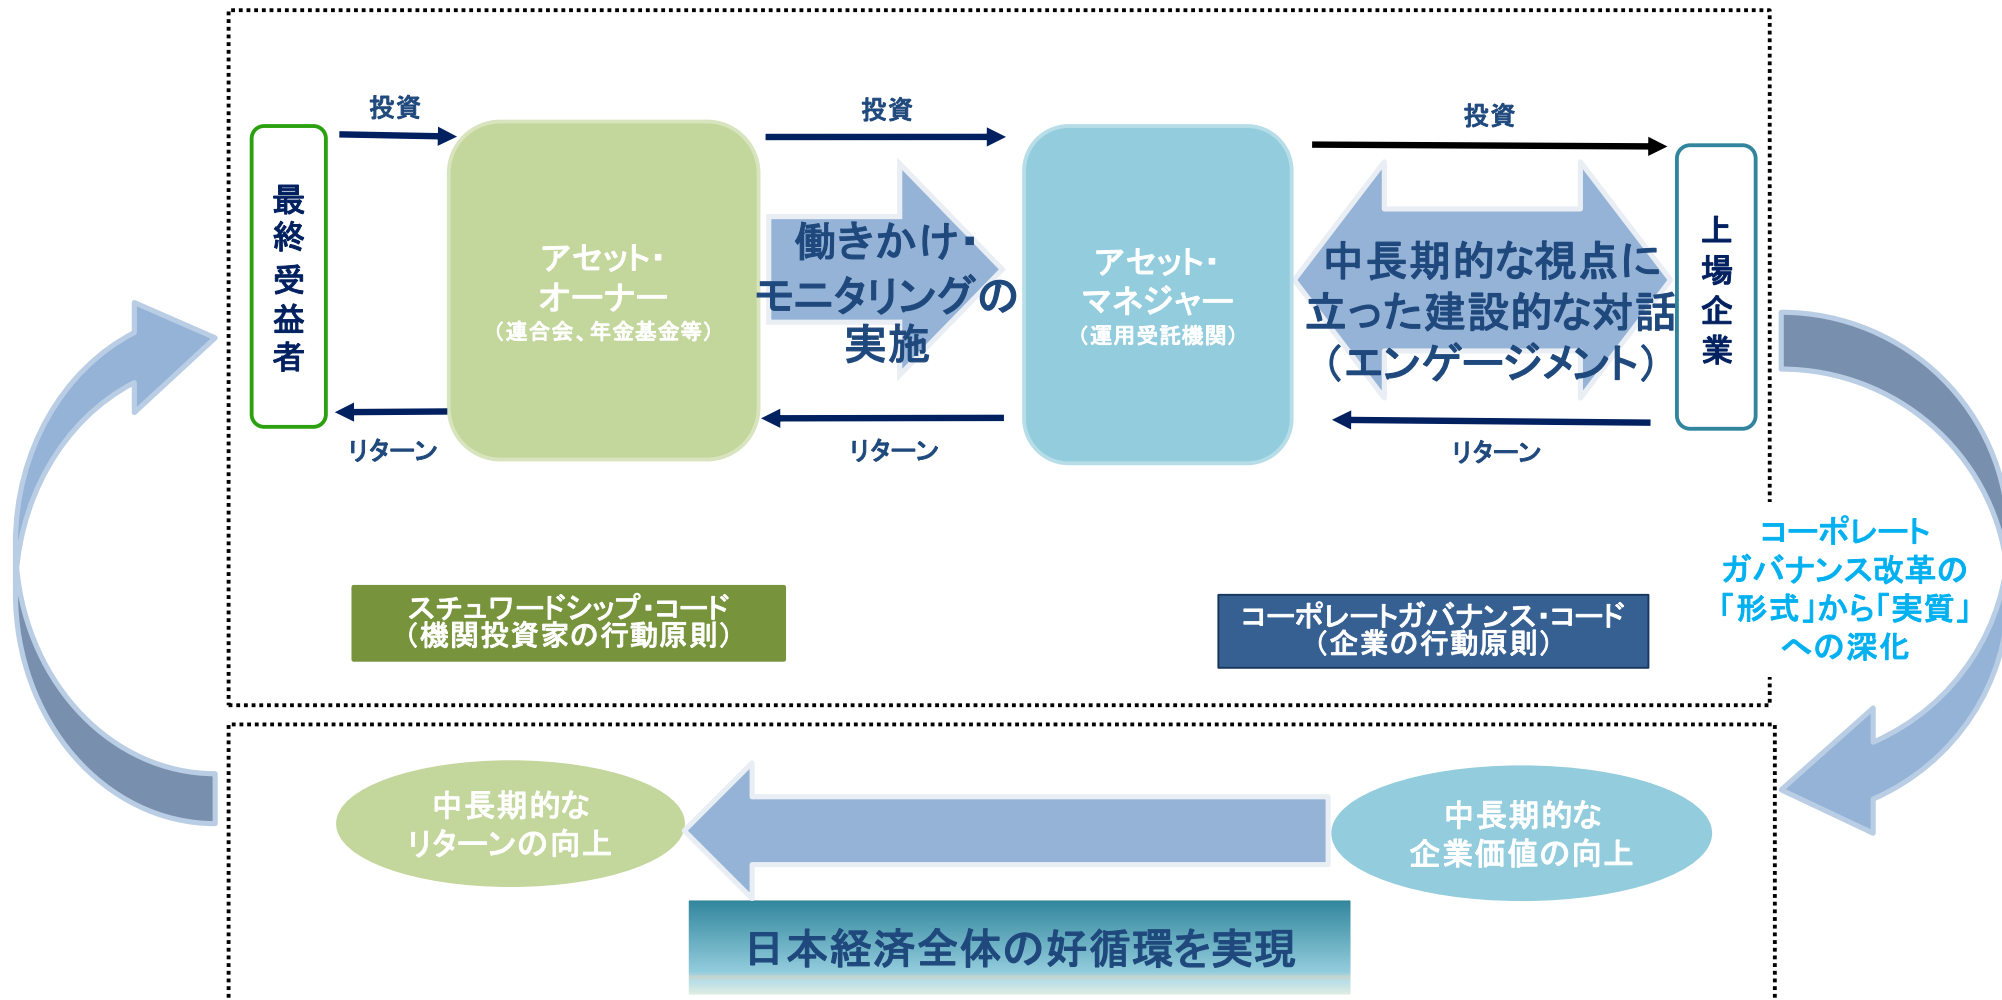 投資
投資
投資
最終受益者
アセット・
オーナー
（連合会、年金基金等）
働きかけ・
モニタリングの
実施
アセット・
マネジャー
（運用受託機関）
中長期的な視点に
立った建設的な対話
（エンゲージメント）
上場企業
リターン
リターン
リターン
スチュワードシップ・コード
（機関投資家の行動原則）
コーポレートガバナンス・コード
（企業の行動原則）
コーポレート
ガバナンス改革の
「形式」から「実質」
への深化
中長期的な
リターンの向上
中長期的な
企業価値の向上
日本経済全体の好循環を実現